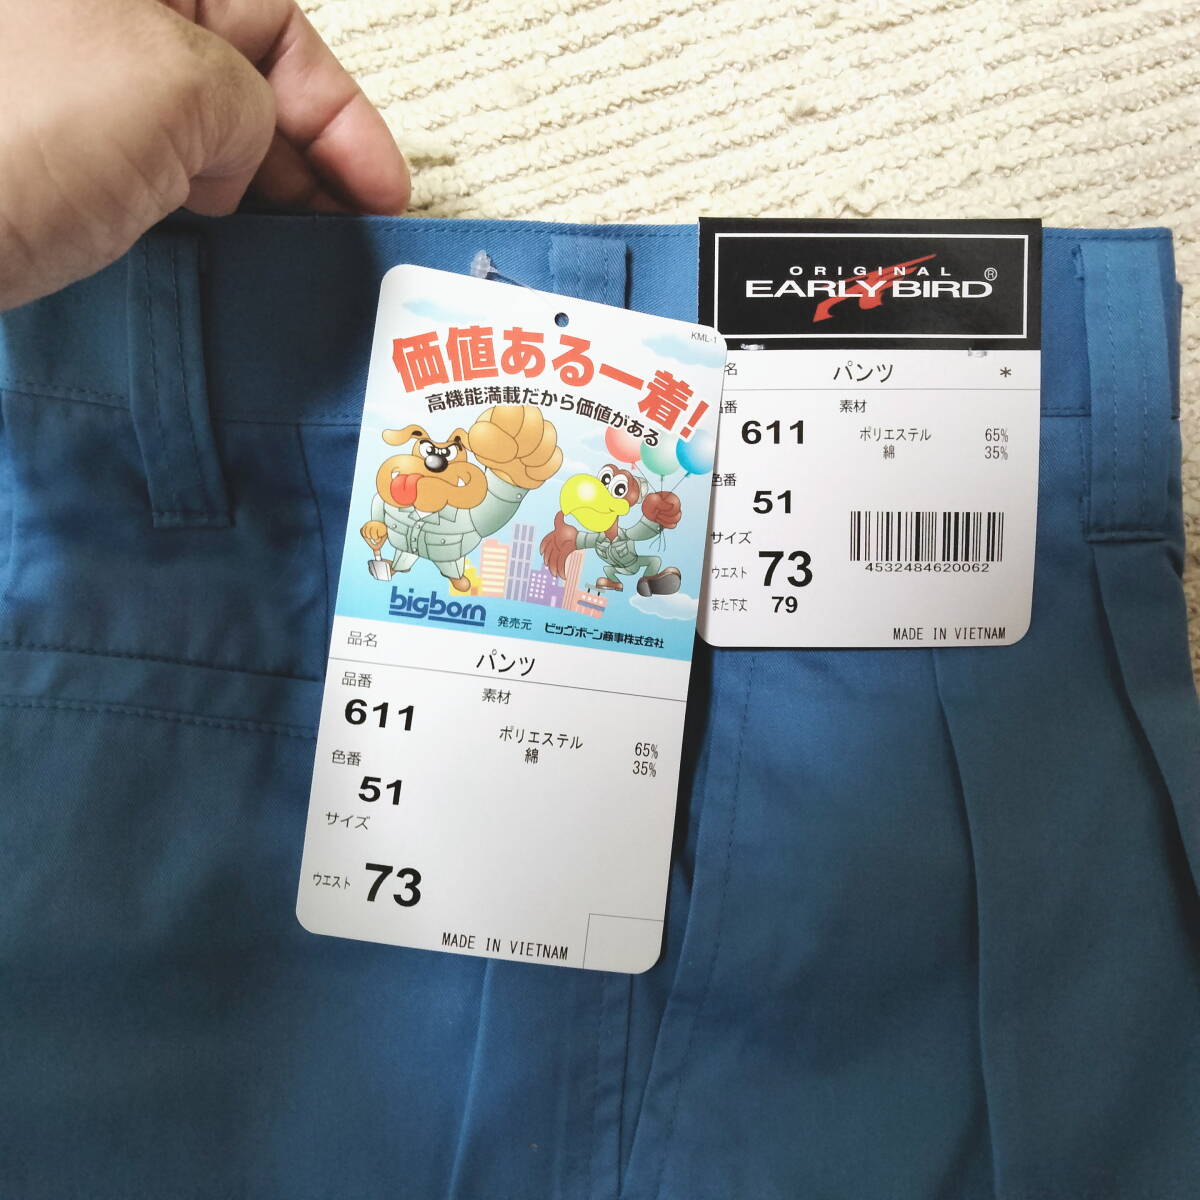 価値ある一着!
KML-1
高機能満載だから価値がある
bigborn 発売元 ビッグボーン商事株式会社
品名 パンツ
品番 素材
611
ポリエステル 65%
綿 35%
色番
51
サイズ
ウエスト 73
MADE IN VIETNAM
ORIGINAL
EARLY BIRD®
名 パンツ *
品番 素材
611 ポリエステル 65%
綿 35%
色番
51
サイズ
ウエスト 73
また下丈 79
4532484620062
MADE IN VIETNAM